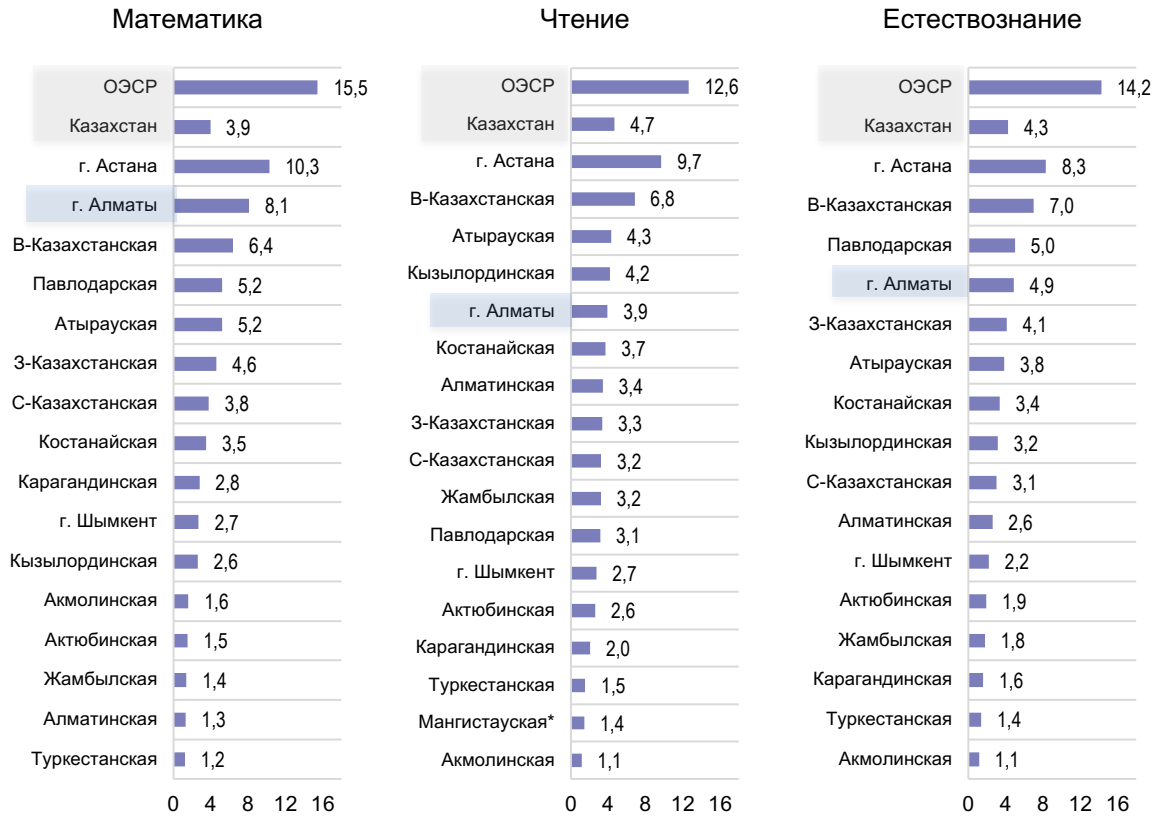 Математика
ОЭСР 15,5
Казахстан 3,9
г. Астана 10,3
г. Алматы 8,1
В-Казахстанская 6,4
Павлодарская 5,2
Атырауская 5,2
З-Казахстанская 4,6
С-Казахстанская 3,8
Костанайская 3,5
Карагандинская 2,8
г. Шымкент 2,7
Кызылординская 2,6
Акмолинская 1,6
Актюбинская 1,5
Жамбылская 1,4
Алматинская 1,3
Туркестанская 1,2
0 4 8 12 16
Чтение
ОЭСР 12,6
Казахстан 4,7
г. Астана 9,7
В-Казахстанская 6,8
Атырауская 4,3
Кызылординская 4,2
г. Алматы 3,9
Костанайская 3,7
Алматинская 3,4
З-Казахстанская 3,3
С-Казахстанская 3,2
Жамбылская 3,2
Павлодарская 3,1
г. Шымкент 2,7
Актюбинская 2,6
Карагандинская 2,0
Туркестанская 1,5
Мангистауская* 1,4
Акмолинская 1,1
0 4 8 12 16
Естествознание
ОЭСР 14,2
Казахстан 4,3
г. Астана 8,3
В-Казахстанская 7,0
Павлодарская 5,0
г. Алматы 4,9
З-Казахстанская 4,1
Атырауская 3,8
Костанайская 3,4
Кызылординская 3,2
С-Казахстанская 3,1
Алматинская 2,6
г. Шымкент 2,2
Актюбинская 1,9
Жамбылская 1,8
Карагандинская 1,6
Туркестанская 1,4
Акмолинская 1,1
0 4 8 12 16